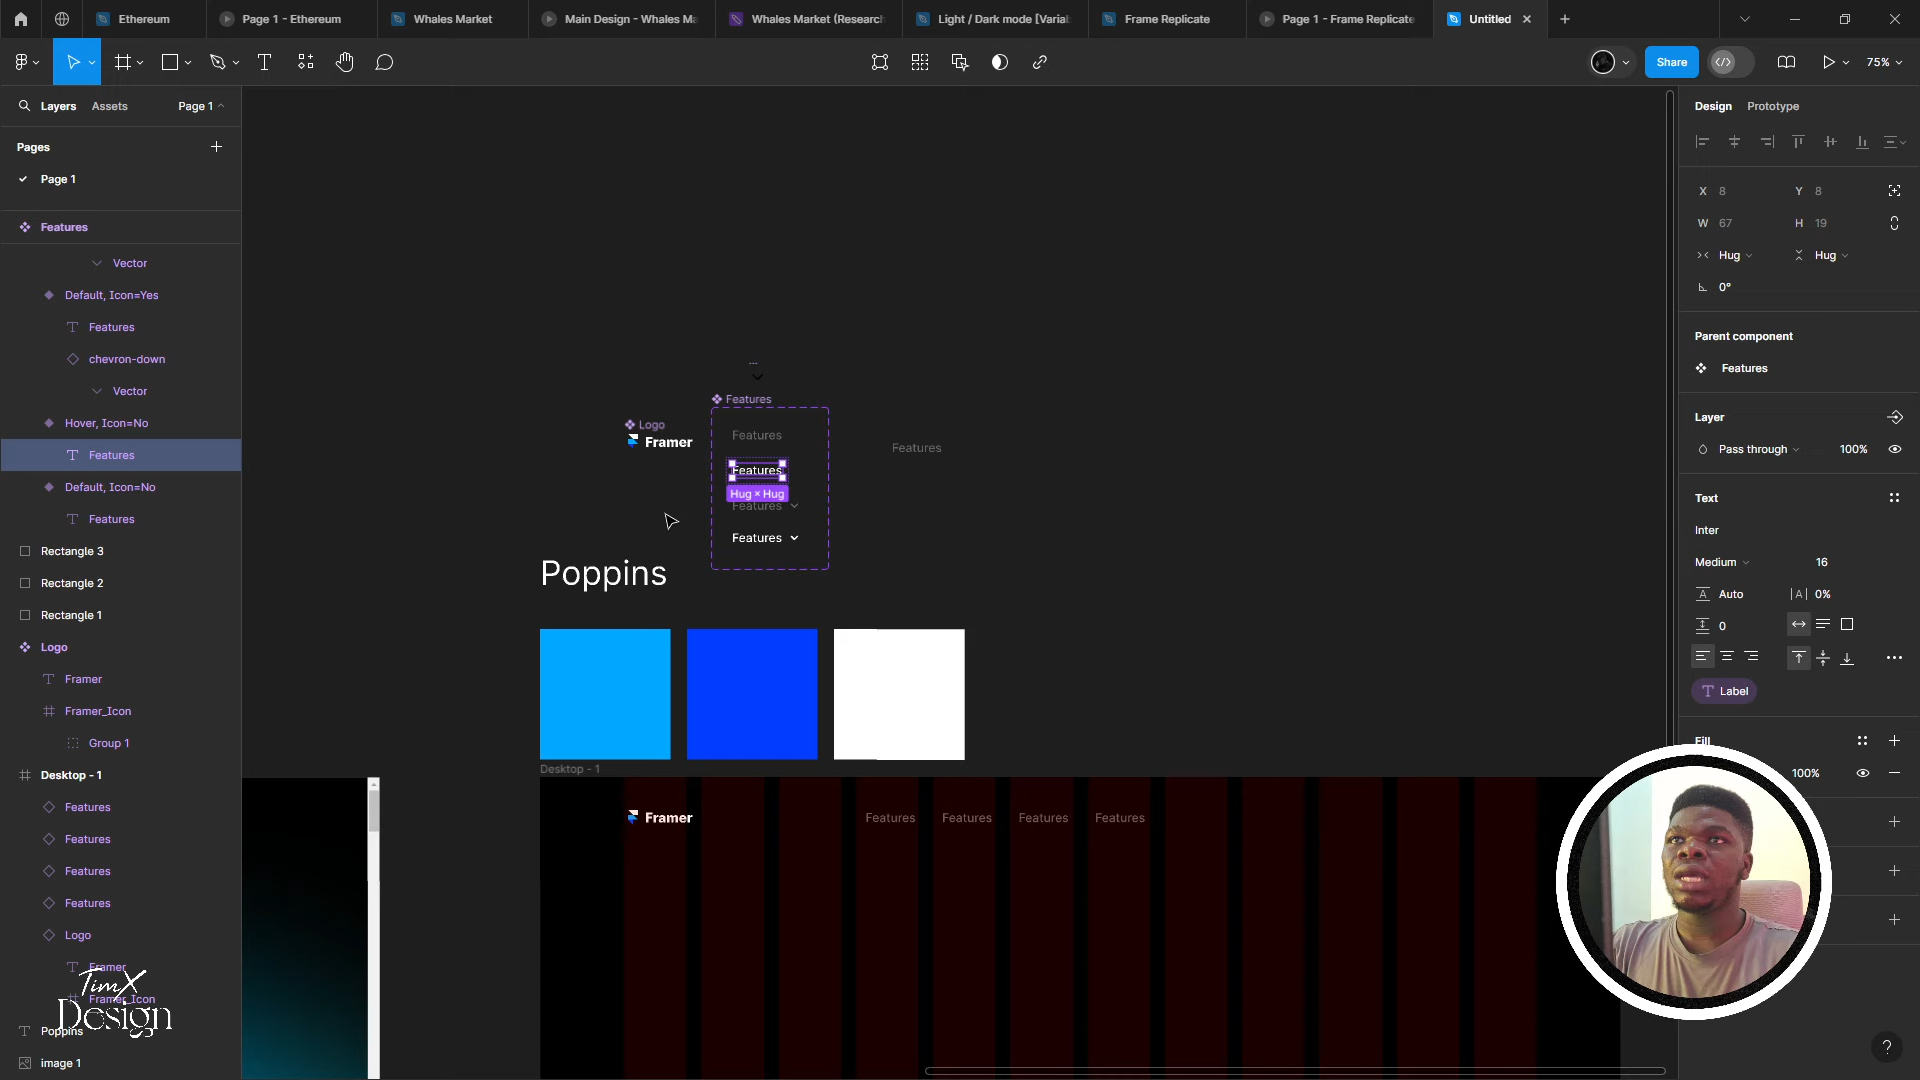 Ethereum
Page 1 - Ethereum
Whales Market
Main Design - Whales Ma
Whales Market (Research
Light / Dark mode [Varial
Frame Replicate
Page 1 - Frame Replicate
Untitled
Share
75%
Layers
Assets
Page 1
Pages
Page 1
Features
Vector
Default, Icon=Yes
Features
chevron-down
Vector
Hover, Icon=No
Features
Default, Icon=No
Features
Rectangle 3
Rectangle 2
Rectangle 1
Logo
Framer
Framer_Icon
Group 1
Desktop - 1
Features
Features
Features
Features
Logo
Framer
Framer_Icon
Poppins
image 1
TimX
Design
...
Features
Logo
Framer
Features
Features
Hug × Hug
Features
Features
Features
Poppins
Desktop - 1
Framer
Features
Features
Features
Features
Design
Prototype
X 8
Y 8
W 67
H 19
Hug
Hug
0°
Parent component
Features
Layer
Pass through
100%
Text
Inter
Medium
16
Auto
0%
0
Label
Fill
100%
?